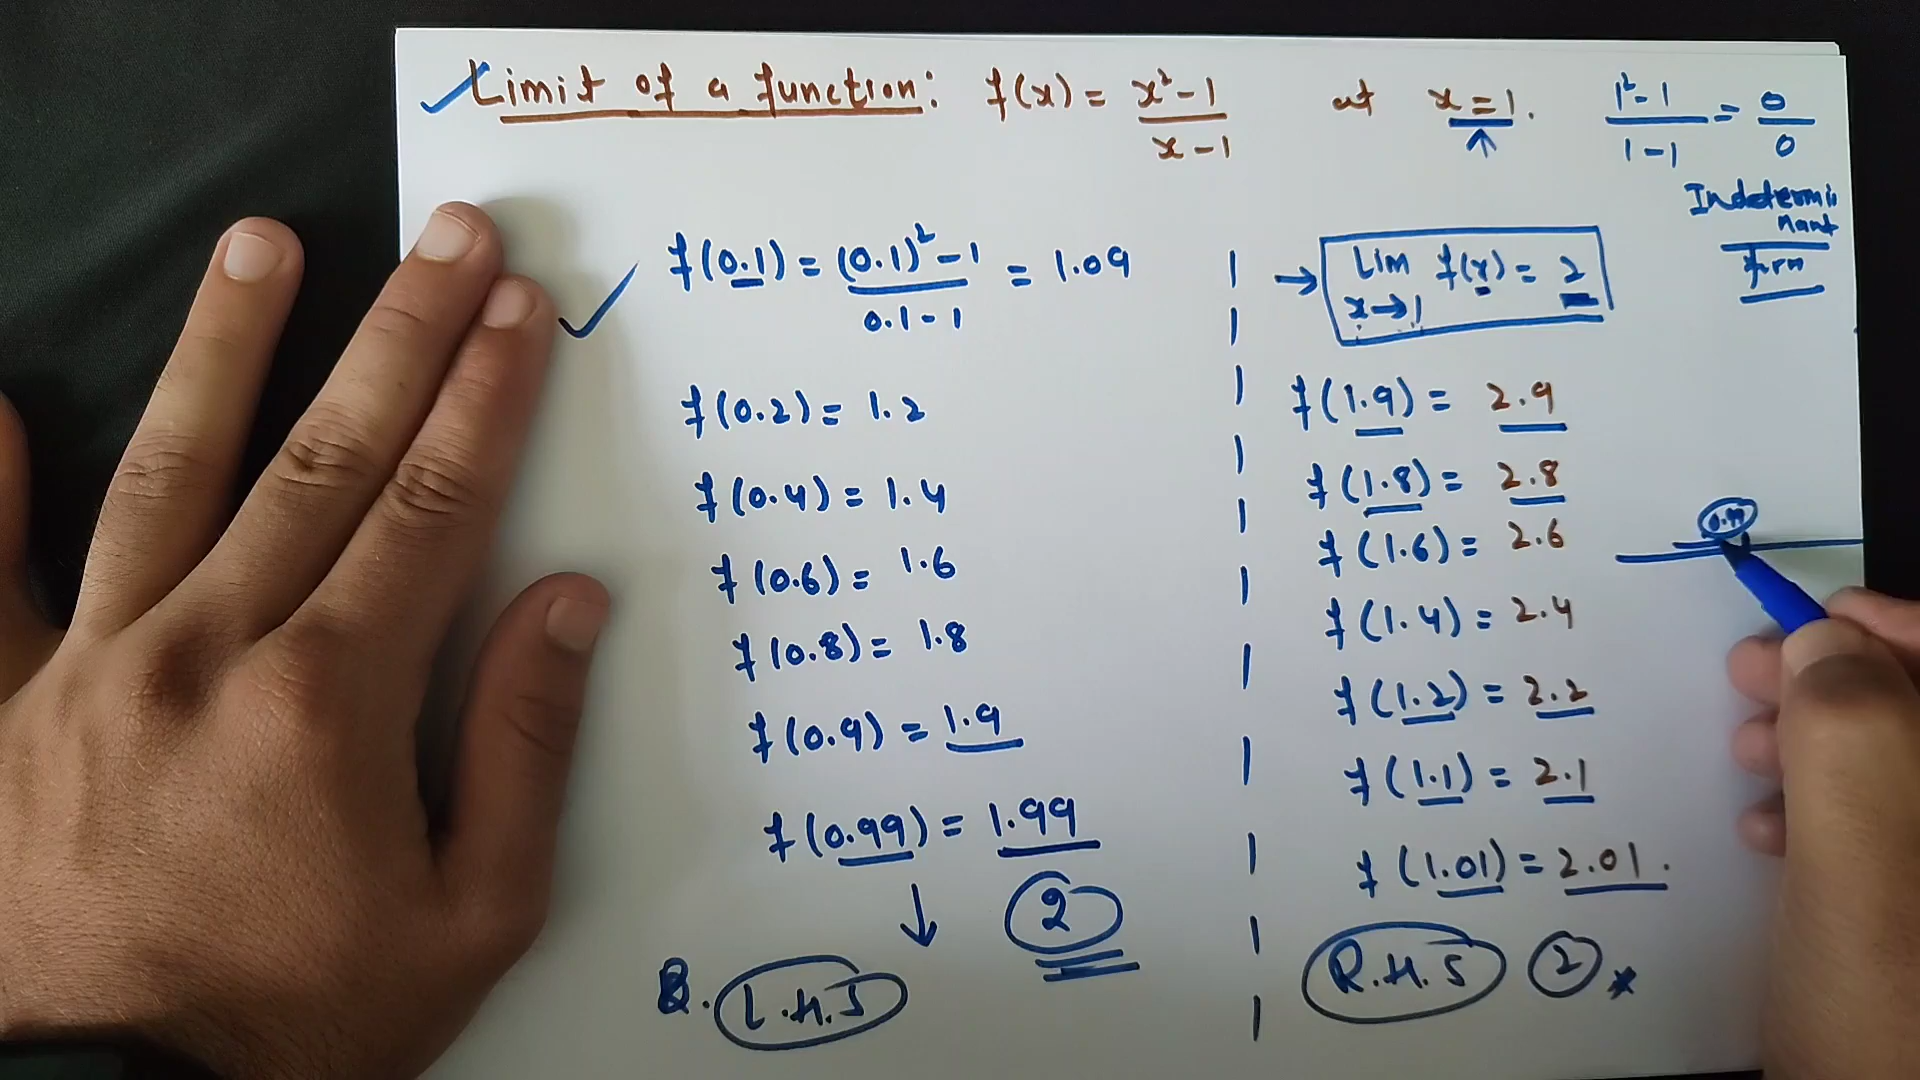 Limit of a function: f(x) = x²-1 / x-1 at x=1. 1²-1 / 1-1 = 0/0
Indetermi
nant
form
f(0.1) = (0.1)²-1 / 0.1-1 = 1.09
→ Lim x→1 f(x) = 2
f(0.2) = 1.2
f(0.4) = 1.4
f(0.6) = 1.6
f(0.8) = 1.8
f(0.9) = 1.9
f(0.99) = 1.99
↓ 2
L.H.S
f(1.9) = 2.9
f(1.8) = 2.8
f(1.6) = 2.6
f(1.4) = 2.4
f(1.2) = 2.2
f(1.1) = 2.1
f(1.01) = 2.01.
R.H.S 2